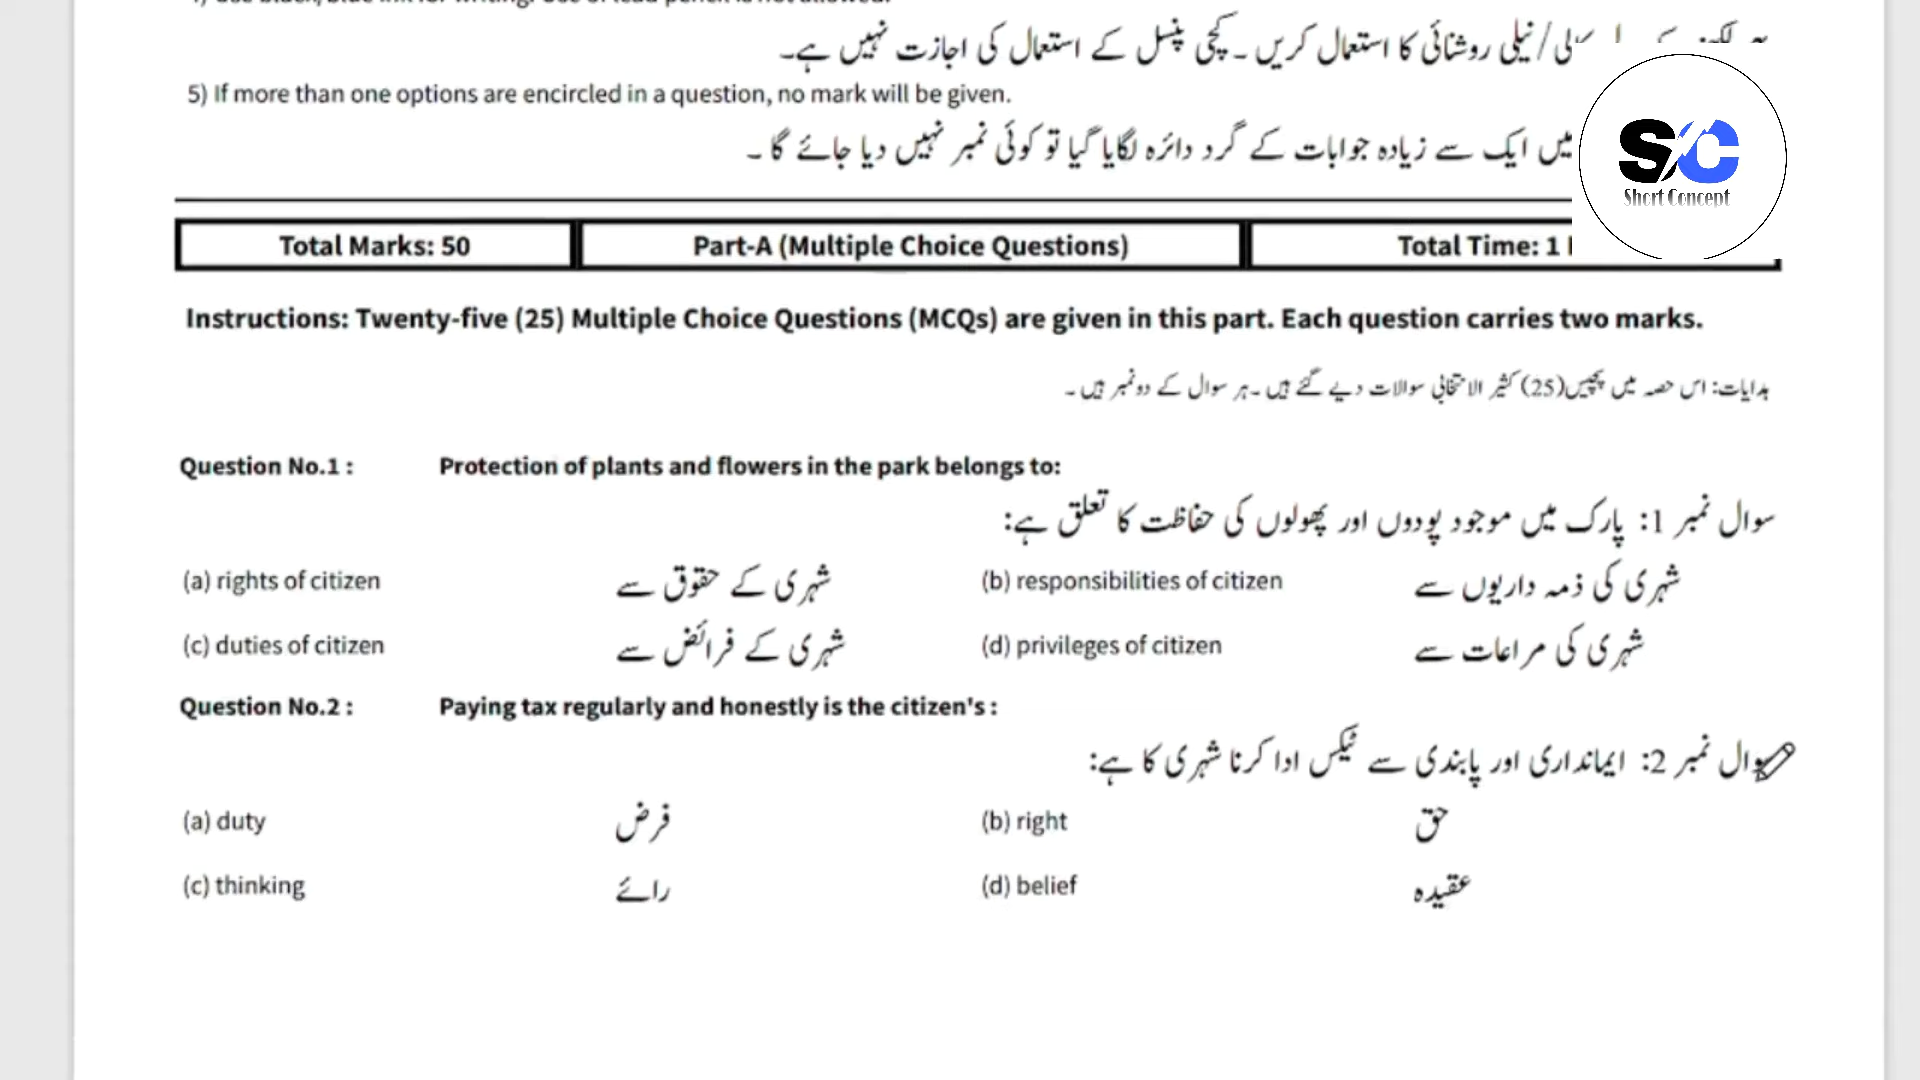 لی/نیلی روشنائی کا استعمال کریں ۔ کچی پنسل کے استعمال کی اجازت نہیں ہے۔
5) If more than one options are encircled in a question, no mark will be given.
میں ایک سے زیادہ جوابات کے گرد دائرہ لگایا گیا تو کوئی نمبر نہیں دیا جائے گا ۔
SC
Short Concept
Total Marks: 50 Part-A (Multiple Choice Questions) Total Time: 1
Instructions: Twenty-five (25) Multiple Choice Questions (MCQs) are given in this part. Each question carries two marks.
ہدایات: اس حصہ میں پچیس(25) کثیر الانتخابی سوالات دیے گئے ہیں ۔ہر سوال کے دو نمبر ہیں ۔
Question No.1 : Protection of plants and flowers in the park belongs to:
سوال نمبر 1: پارک میں موجود پودوں اور پھولوں کی حفاظت کا تعلق ہے:
(a) rights of citizen شہری کے حقوق سے (b) responsibilities of citizen شہری کی ذمہ داریوں سے
(c) duties of citizen شہری کے فرائض سے (d) privileges of citizen شہری کی مراعات سے
Question No.2 : Paying tax regularly and honestly is the citizen's :
سوال نمبر 2: ایمانداری اور پابندی سے ٹیکس ادا کرنا شہری کا ہے:
(a) duty فرض (b) right حق
(c) thinking رائے (d) belief عقیدہ